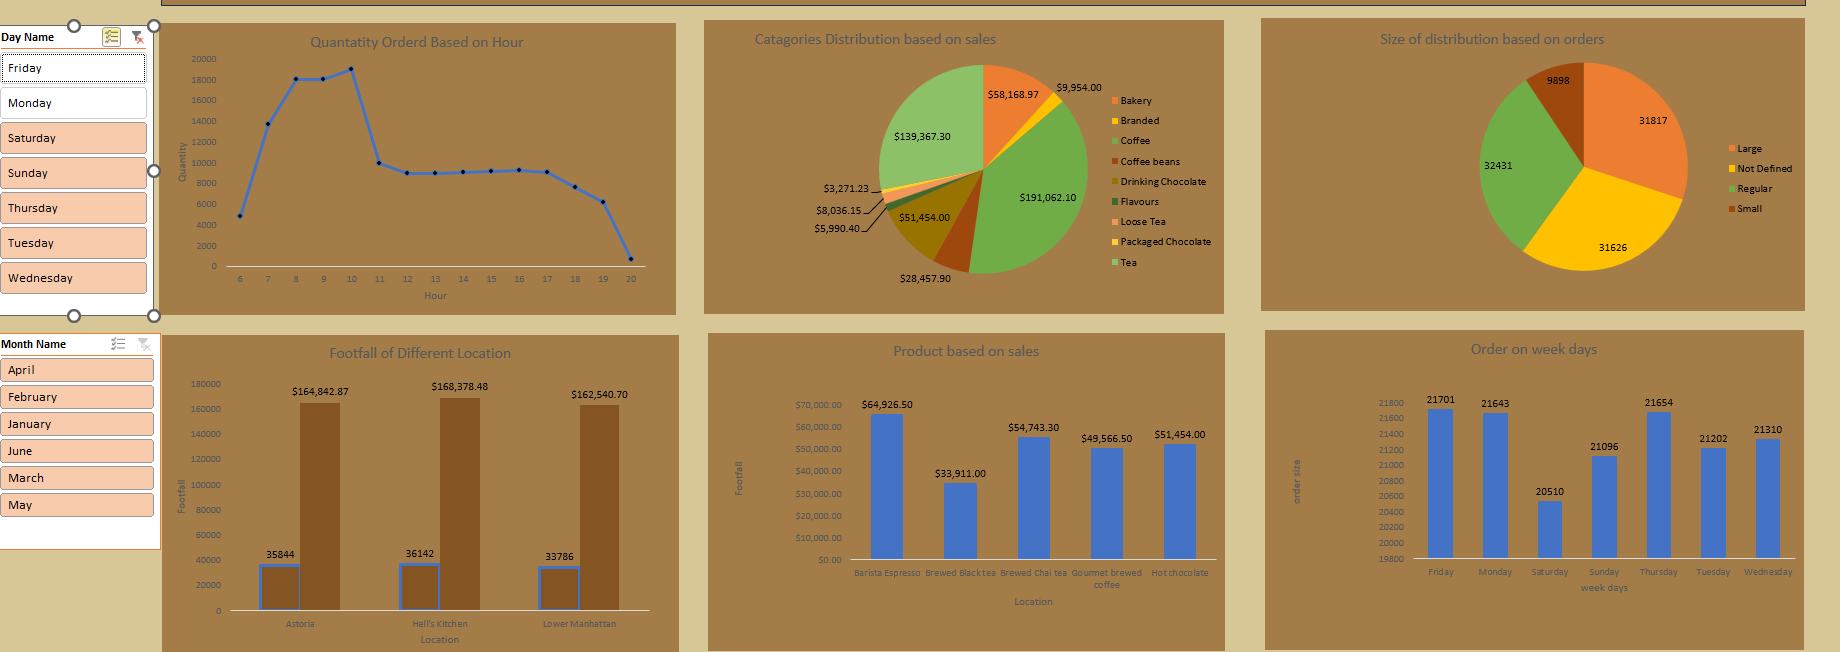 Day Name
Friday
Monday
Saturday
Sunday
Thursday
Tuesday
Wednesday
Month Name
April
February
January
June
March
May
Quantatity Orderd Based on Hour
20000
18000
16000
14000
12000
10000
8000
6000
4000
2000
0
Quantity
6 7 8 9 10 11 12 13 14 15 16 17 18 19 20
Hour
Catagories Distribution based on sales
$58,168.97
$9,954.00
$139,367.30
$191,062.10
$3,271.23
$8,036.15
$5,990.40
$51,454.00
$28,457.90
Bakery
Branded
Coffee
Coffee beans
Drinking Chocolate
Flavours
Loose Tea
Packaged Chocolate
Tea
Size of distribution based on orders
9898
31817
32431
31626
Large
Not Defined
Regular
Small
Footfall of Different Location
180000
160000
140000
120000
100000
80000
60000
40000
20000
0
Footfall
$164,842.87
$168,378.48
$162,540.70
35844
36142
33786
Astoria Hell's Kitchen Lower Manhattan
Location
Product based on sales
$70,000.00
$60,000.00
$50,000.00
$40,000.00
$30,000.00
$20,000.00
$10,000.00
$0.00
Footfall
$64,926.50
$33,911.00
$54,743.30
$49,566.50
$51,454.00
Barista Espresso Brewed Black tea Brewed Chai tea Gourmet brewed Hot chocolate
coffee
Location
Order on week days
21800
21600
21400
21200
21000
20800
20600
20400
20200
20000
19800
order size
21701
21643
20510
21096
21654
21202
21310
Friday Monday Saturday Sunday Thursday Tuesday Wednesday
week days